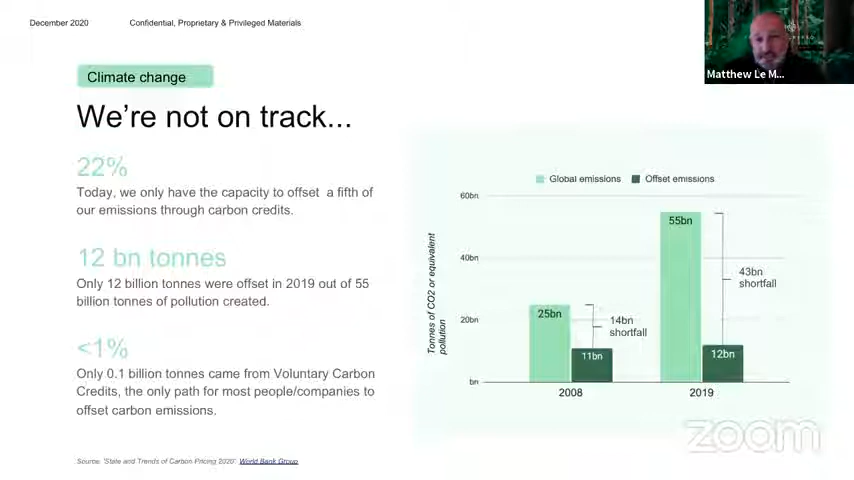 December 2020
Confidential, Proprietary & Privileged Materials
Matthew Le M...
Climate change
We're not on track...
22%
Today, we only have the capacity to offset a fifth of
our emissions through carbon credits.
12 bn tonnes
Only 12 billion tonnes were offset in 2019 out of 55
billion tonnes of pollution created.
<1%
Only 0.1 billion tonnes came from Voluntary Carbon
Credits, the only path for most people/companies to
offset carbon emissions.
Source: 'State and Trends of Carbon Pricing 2020'. World Bank Group
Global emissions
Offset emissions
Tonnes of CO2 or equivalent
pollution
60bn
40bn
20bn
bn
25bn
11bn
14bn
shortfall
55bn
12bn
43bn
shortfall
2008
2019
zoom